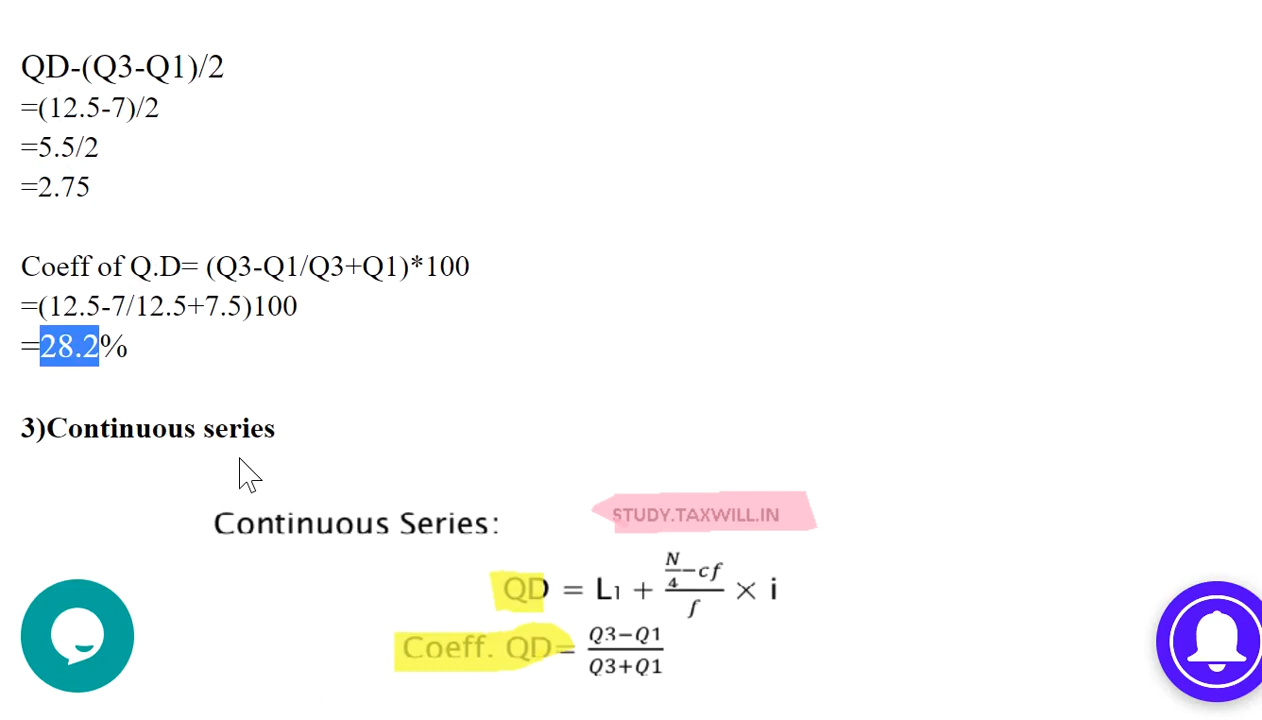 QD-(Q3-Q1)/2
=(12.5-7)/2
=5.5/2
=2.75
Coeff of Q.D= (Q3-Q1/Q3+Q1)*100
=(12.5-7/12.5+7.5)100
=28.2%
3)Continuous series
STUDY.TAXWILL.IN
Continuous Series:
QD = L1 + (N/4-cf)/f × i
Coeff. QD= (Q3-Q1)/(Q3+Q1)